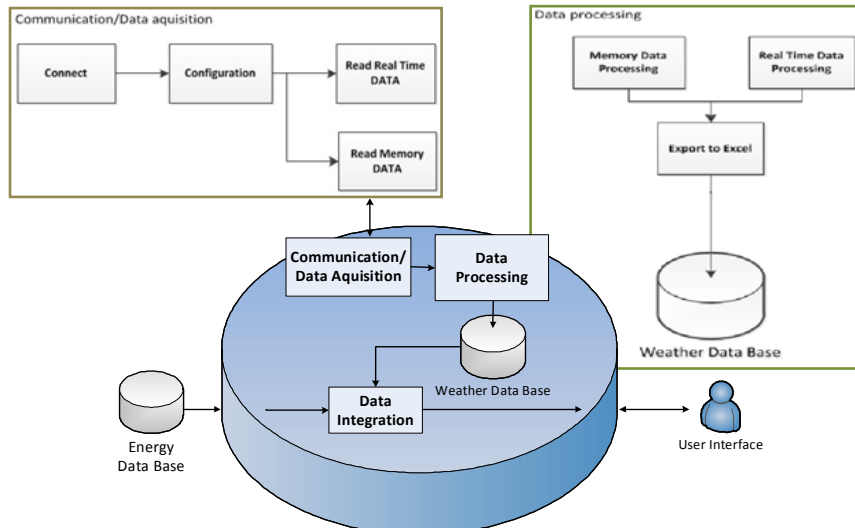 Communication/Data aquisition
Connect
Configuration
Read Real Time
DATA
Read Memory
DATA
Data processing
Memory Data
Processing
Real Time Data
Processing
Export to Excel
Weather Data Base
Communication/
Data Aquisition
Data
Processing
Weather Data Base
Data
Integration
Energy
Data Base
User Interface